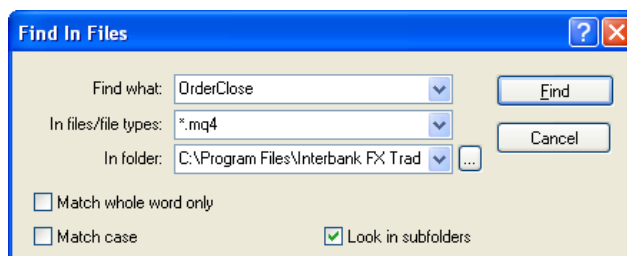 Find In Files
Find what: OrderClose Find
In files/file types: *.mq4
Cancel
In folder: C:\Program Files\Interbank FX Trad ...
Match whole word only
Match case Look in subfolders